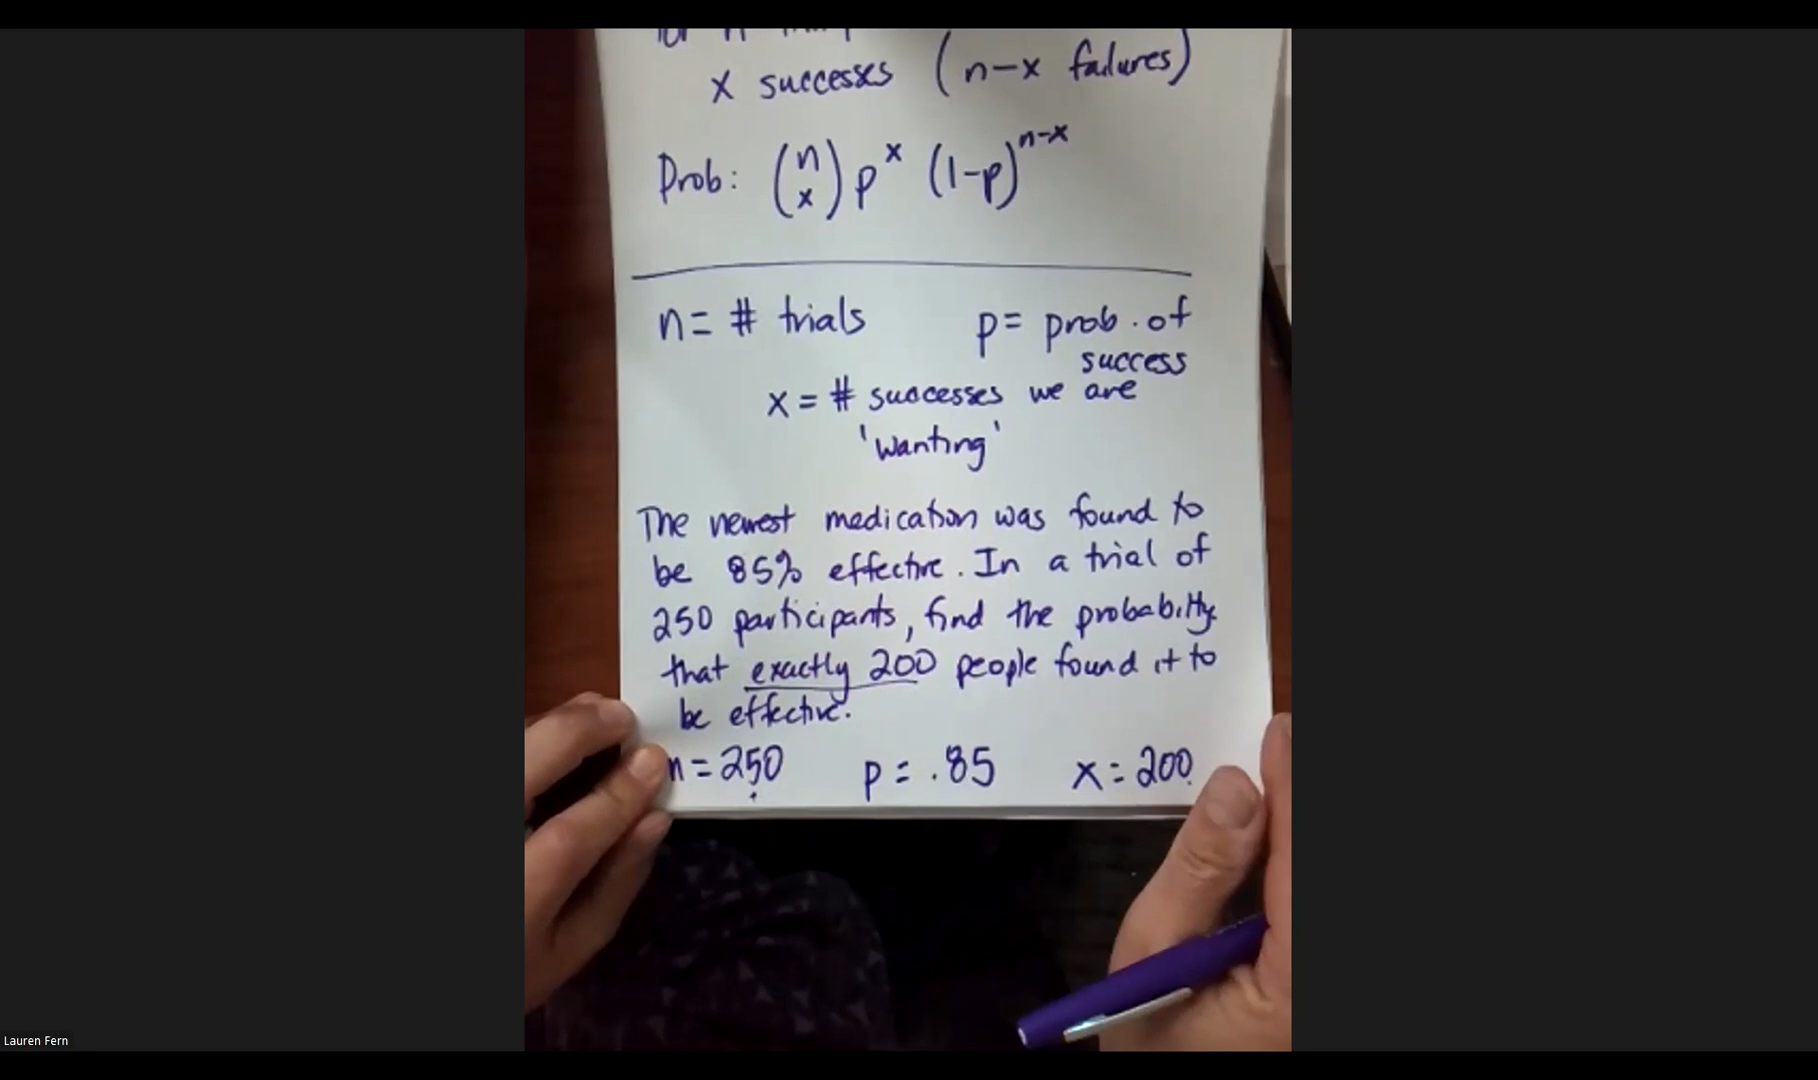 x successes (n-x failures)
Prob: (n x) p^x (1-p)^n-x
n = # trials p = prob. of success
x = # successes we are
'wanting'
The newest medication was found to
be 85% effective. In a trial of
250 participants, find the probability
that exactly 200 people found it to
be effective.
n = 250 p = .85 x = 200
Lauren Fern